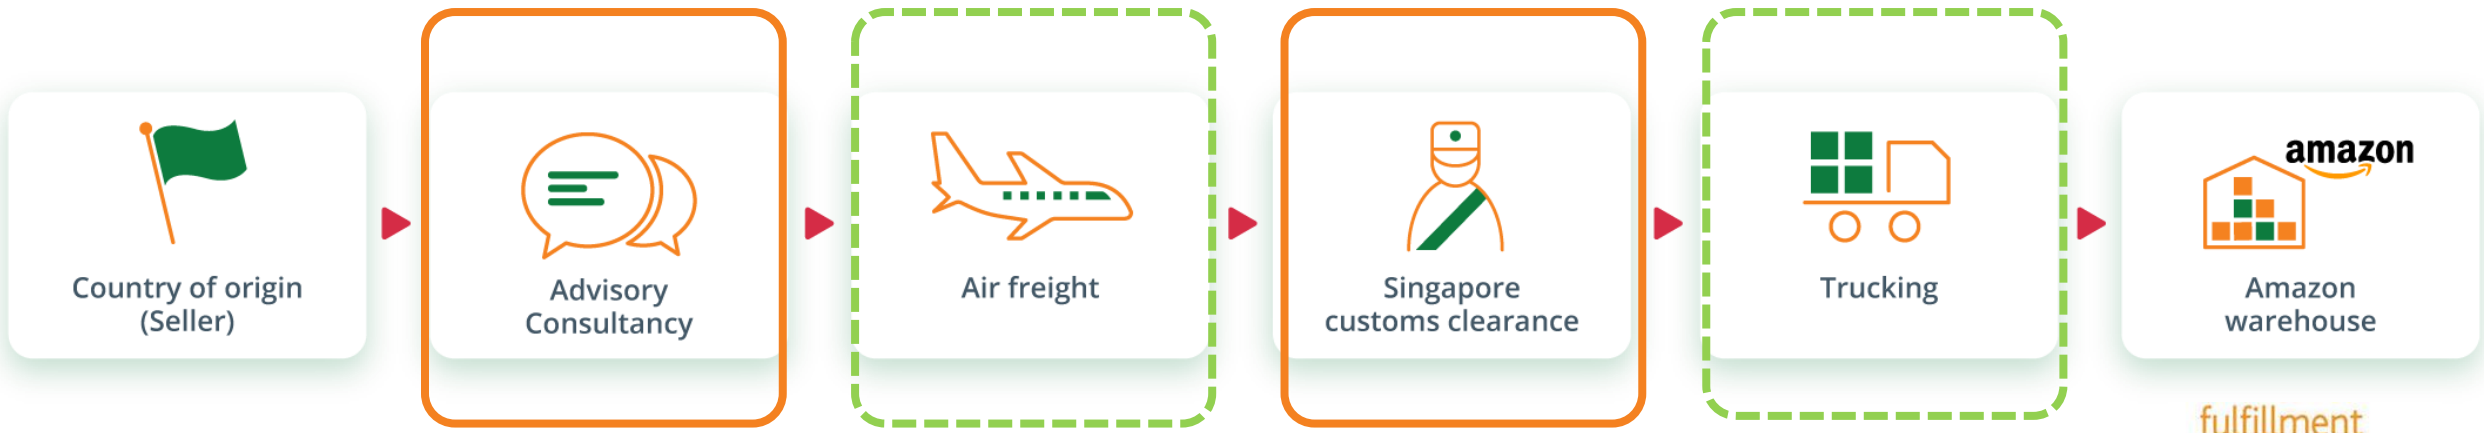 Country of origin
(Seller)
Advisory
Consultancy
Air freight
Singapore
customs clearance
Trucking
amazon
Amazon
warehouse
fulfillment